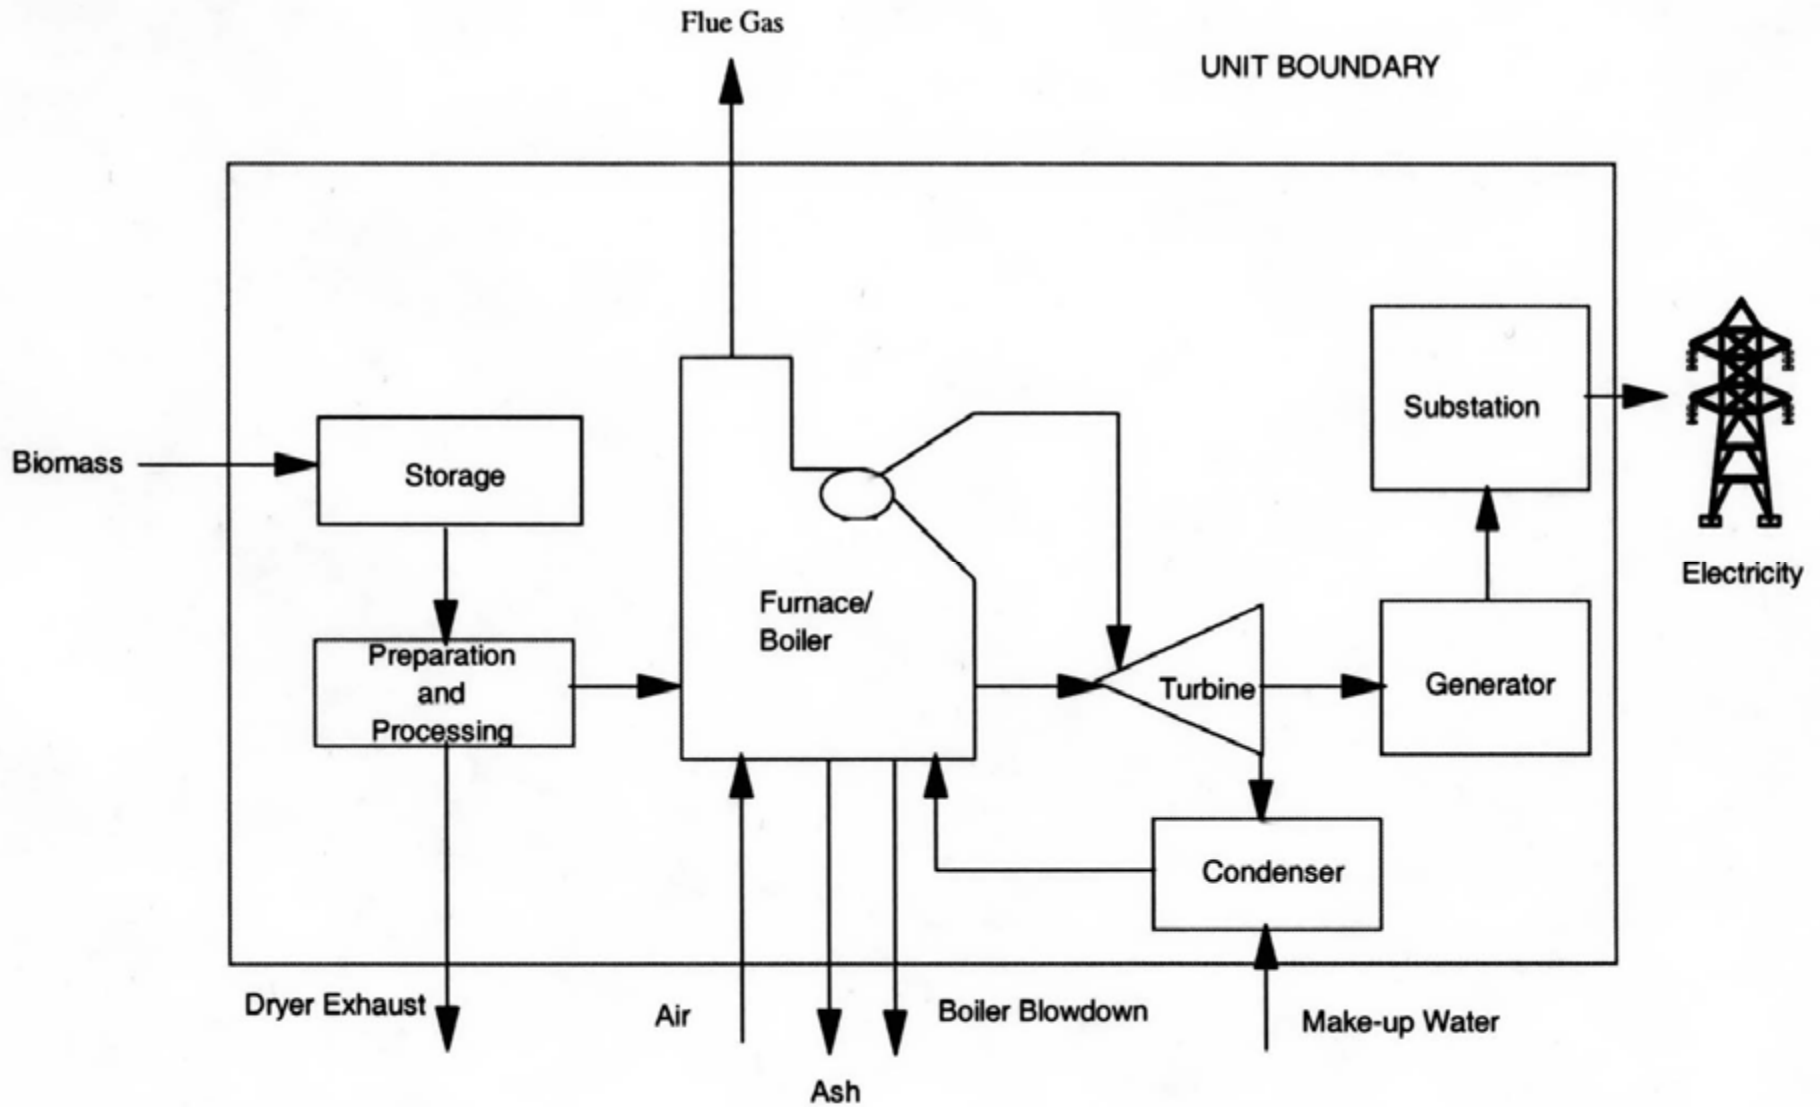 Flue Gas
UNIT BOUNDARY
Biomass
Storage
Substation
Electricity
Furnace/
Boiler
Preparation
and
Processing
Turbine
Generator
Condenser
Dryer Exhaust
Air
Boiler Blowdown
Make-up Water
Ash